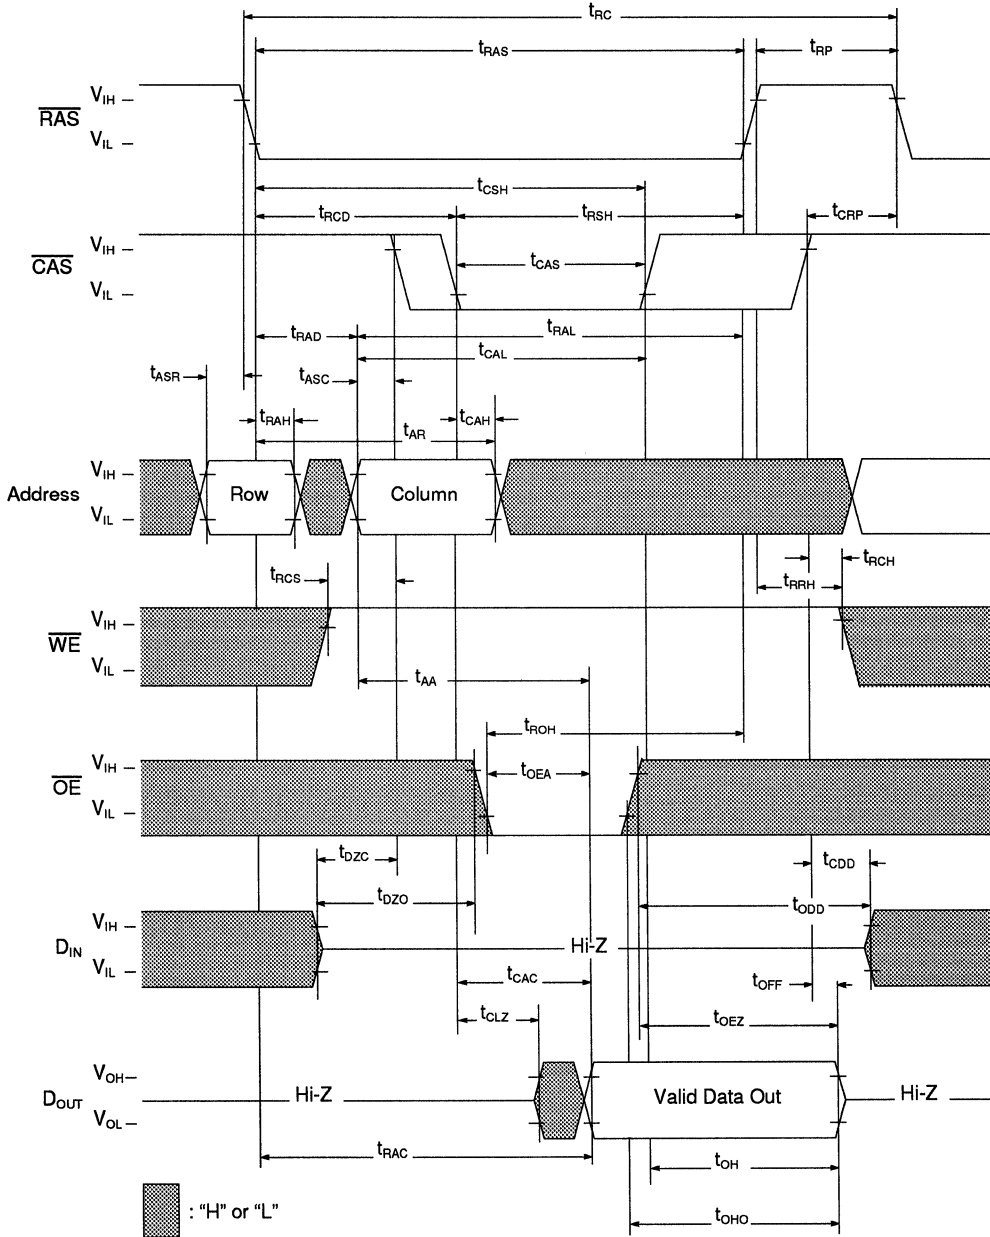 tRC
tRAS tRP
VIH
RAS
VIL
tCSH
tRCD tRSH tCRP
VIH
CAS tCAS
VIL
tRAD tRAL
tCAL
tASR tASC
tRAH tCAH
tAR
VIH
Address Row Column
VIL
tRCH
tRCS tRRH
VIH
WE
VIL
tAA
tROH
VIH
OE tOEA
VIL
tDZC tCDD
tDZO tODD
VIH
DIN Hi-Z
VIL
tCAC tOFF
tCLZ tOEZ
VOH
DOUT Hi-Z Valid Data Out Hi-Z
VOL
tRAC
tOH
: “H” or “L”
tOHO